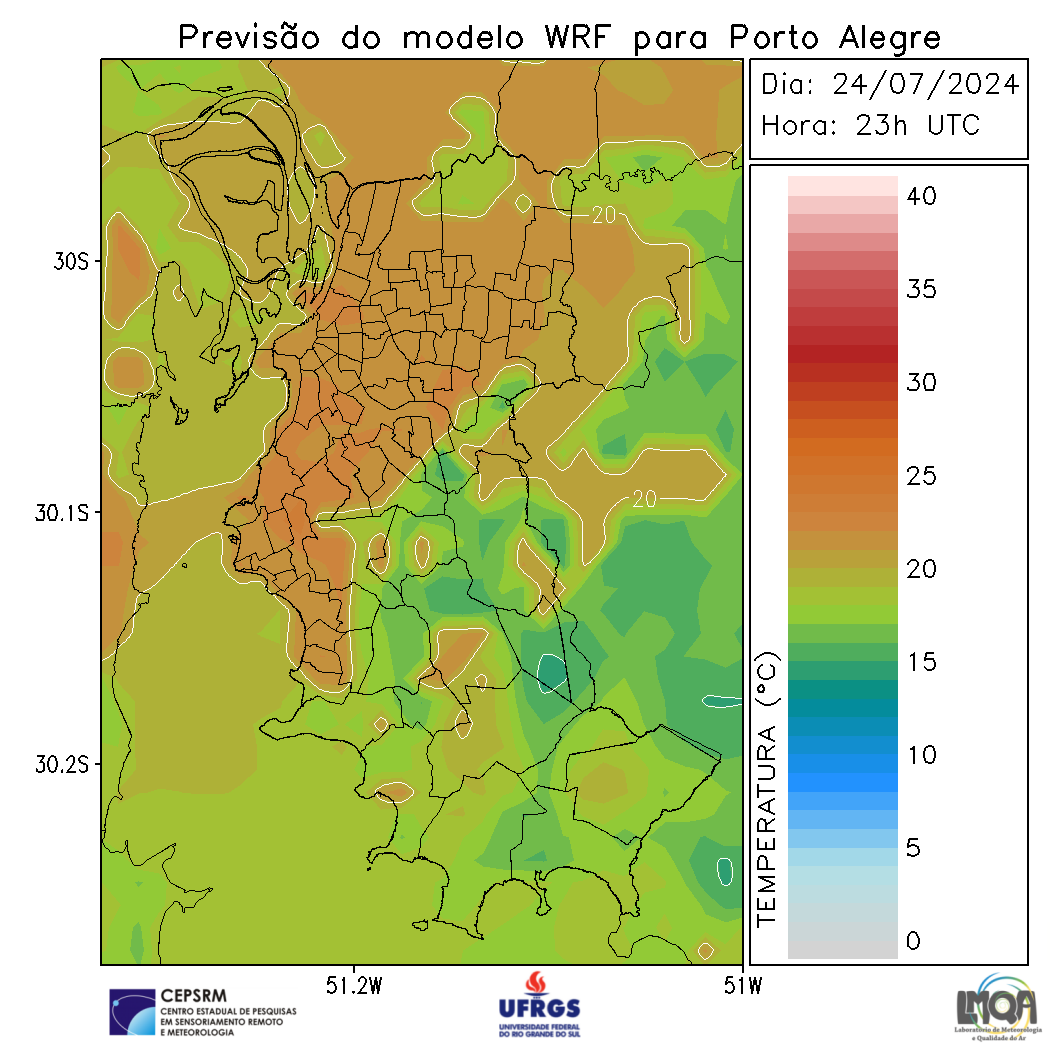 Previsão do modelo WRF para Porto Alegre
Dia: 24/07/2024
Hora: 23h UTC
30S
30.1S
30.2S
51.2W
51W
20
20
TEMPERATURA (°C)
40
35
30
25
20
15
10
5
0
CEPSRM
CENTRO ESTADUAL DE PESQUISAS
EM SENSORIAMENTO REMOTO
E METEOROLOGIA
UFRGS
UNIVERSIDADE FEDERAL
DO RIO GRANDE DO SUL
LMQA
Laboratório de Meteorologia
e Qualidade do Ar